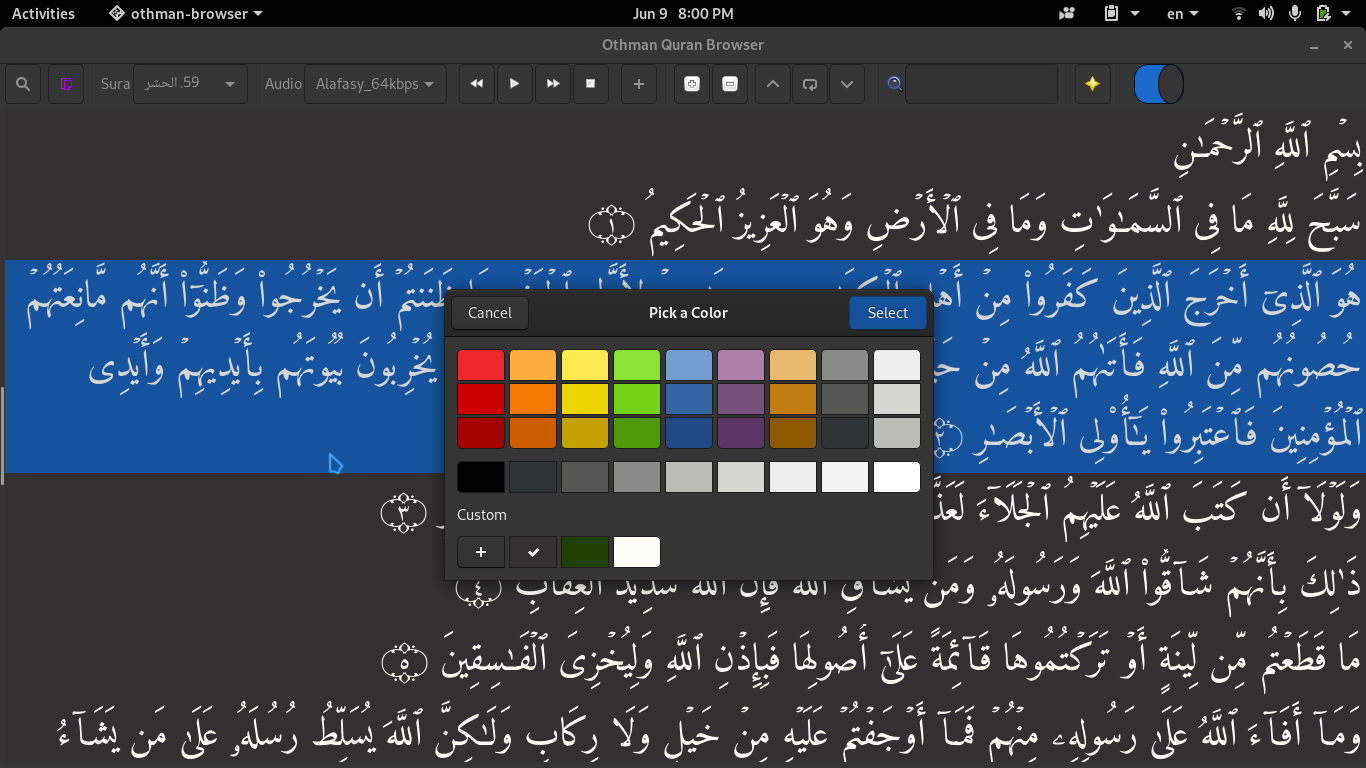 Activities othman-browser Jun 9 8:00 PM en
Othman Quran Browser
Sura 59. الحشر Audio Alafasy_64kbps
بِسْمِ ٱللَّهِ ٱلرَّحْمَـٰنِ
سَبَّحَ لِلَّهِ مَا فِى ٱلسَّمَـٰوَٰتِ وَمَا فِى ٱلْأَرْضِ وَهُوَ ٱلْعَزِيزُ ٱلْحَكِيمُ ١
هُوَ ٱلَّذِىٓ أَخْرَجَ ٱلَّذِينَ كَفَرُوا۟ مِنْ أَن يَخْرُجُوا۟ وَظَنُّوٓا۟ أَنَّهُم مَّانِعَتُهُمْ
حُصُونُهُم مِّنَ ٱللَّهِ فَأَتَىٰهُمُ ٱللَّهُ مِنْ يُخْرِبُونَ بُيُوتَهُم بِأَيْدِيهِمْ وَأَيْدِى
ٱلْمُؤْمِنِينَ فَٱعْتَبِرُوا۟ يَـٰٓأُو۟لِى ٱلْأَبْصَـٰرِ ٢
وَلَوْلَآ أَن كَتَبَ ٱللَّهُ عَلَيْهِمُ ٱلْجَلَآءَ ٣
ذَٰلِكَ بِأَنَّهُمْ شَآقُّوا۟ ٱللَّهَ وَرَسُولَهُۥ وَمَن يُشَآقِّ ٱللَّهَ فَإِنَّ ٱللَّهَ شَدِيدُ ٱلْعِقَابِ ٤
مَا قَطَعْتُم مِّن لِّينَةٍ أَوْ تَرَكْتُمُوهَا قَآئِمَةً عَلَىٰٓ أُصُولِهَا فَبِإِذْنِ ٱللَّهِ وَلِيُخْزِىَ ٱلْفَـٰسِقِينَ ٥
وَمَآ أَفَآءَ ٱللَّهُ عَلَىٰ رَسُولِهِۦ مِنْهُمْ فَمَآ أَوْجَفْتُمْ عَلَيْهِ مِنْ خَيْلٍ وَلَا رِكَابٍ وَلَـٰكِنَّ ٱللَّهَ يُسَلِّطُ رُسُلَهُۥ عَلَىٰ مَن يَشَآءُ
Cancel Pick a Color Select
Custom